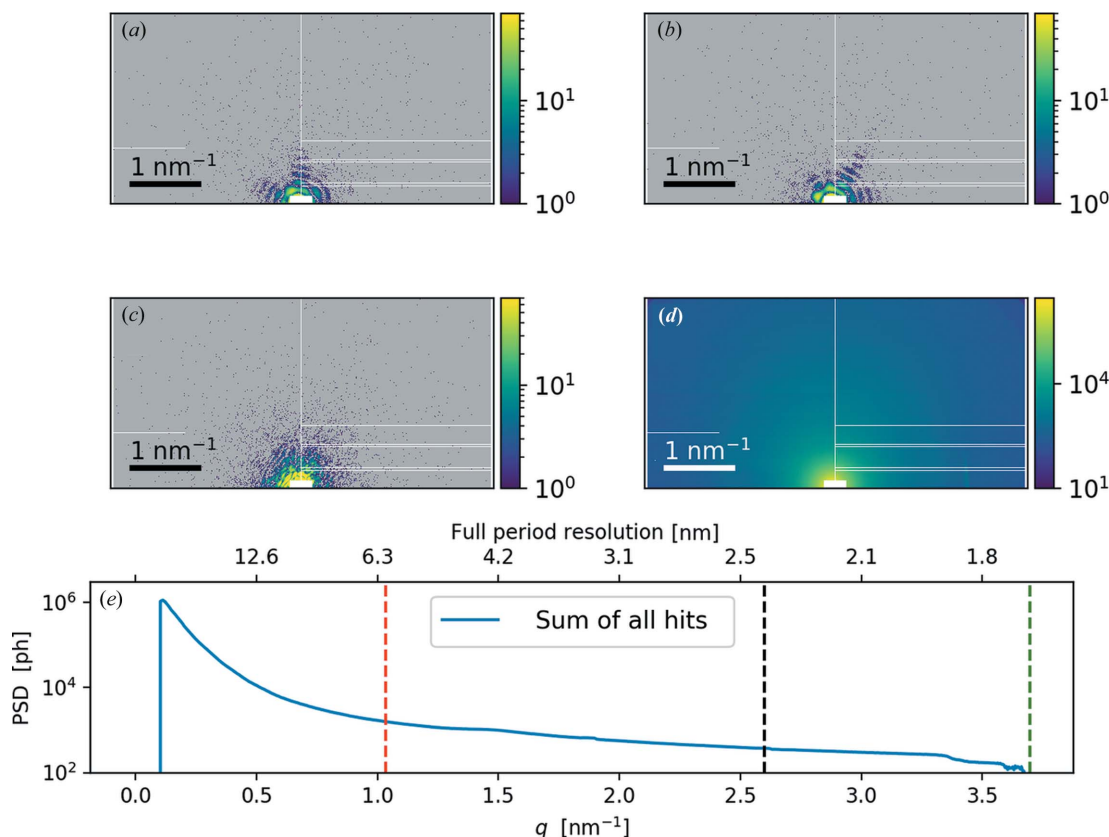 (a)
10¹
10⁰
1 nm⁻¹
(b)
10¹
10⁰
1 nm⁻¹
(c)
10¹
10⁰
1 nm⁻¹
(d)
10⁴
10¹
1 nm⁻¹
Full period resolution [nm]
12.6 6.3 4.2 3.1 2.5 2.1 1.8
(e)
Sum of all hits
PSD [ph]
10⁶
10⁴
10²
0.0 0.5 1.0 1.5 2.0 2.5 3.0 3.5
q [nm⁻¹]